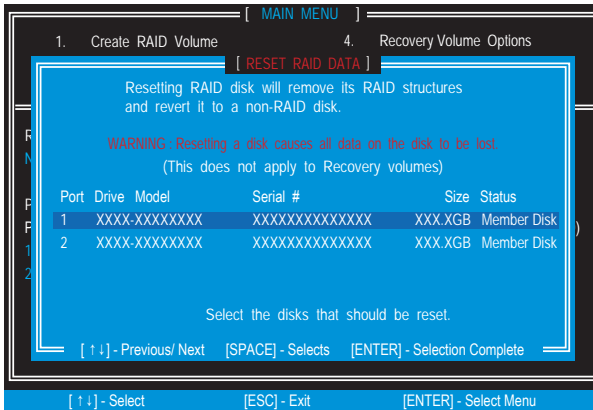 [ MAIN MENU ]
1. Create RAID Volume 4. Recovery Volume Options
[ RESET RAID DATA ]
Resetting RAID disk will remove its RAID structures
and revert it to a non-RAID disk.
WARNING : Resetting a disk causes all data on the disk to be lost.
(This does not apply to Recovery volumes)
Port Drive Model Serial # Size Status
1 XXXX-XXXXXXXX XXXXXXXXXXXXXX XXX.XGB Member Disk
2 XXXX-XXXXXXXX XXXXXXXXXXXXXX XXX.XGB Member Disk
Select the disks that should be reset.
[ ↑↓] - Previous/ Next [SPACE] - Selects [ENTER] - Selection Complete
[ ↑↓] - Select [ESC] - Exit [ENTER] - Select Menu